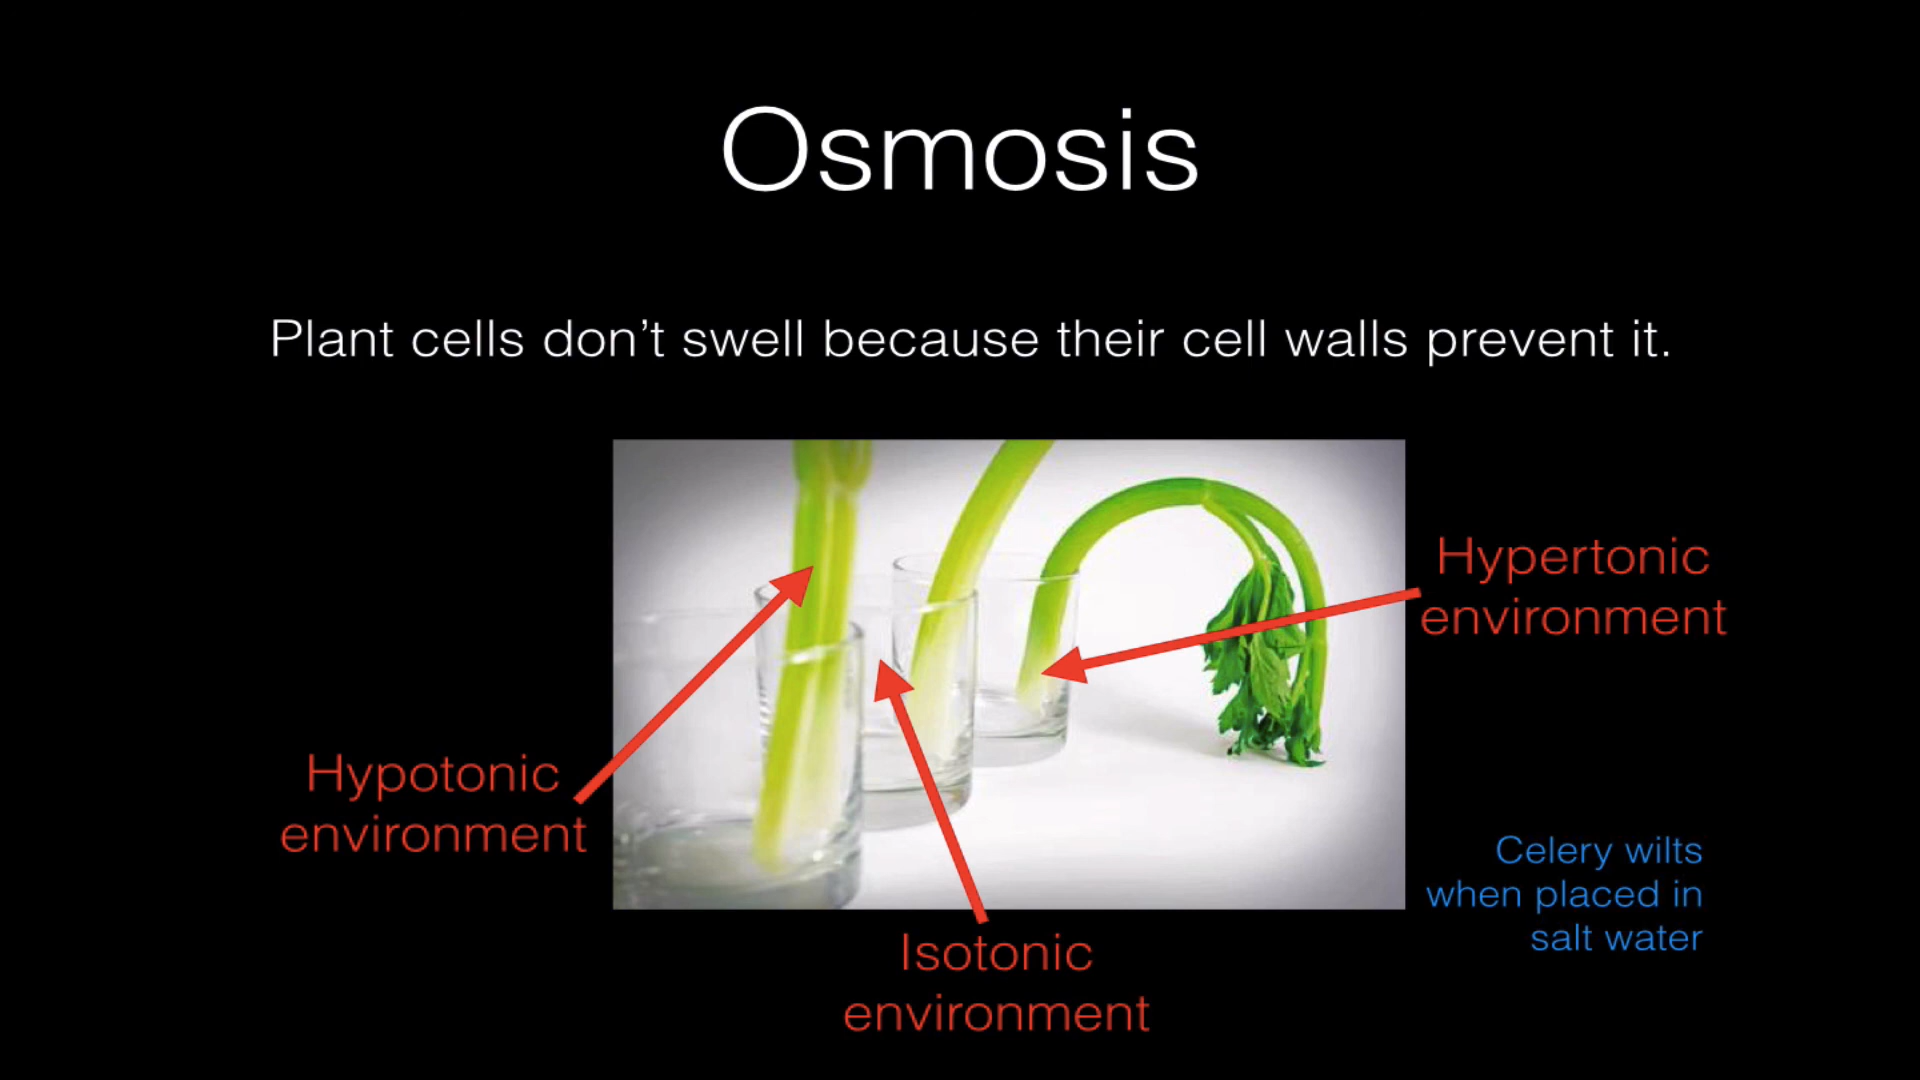 Osmosis
Plant cells don’t swell because their cell walls prevent it.
Hypertonic
environment
Hypotonic
environment
Celery wilts
when placed in
salt water
Isotonic
environment